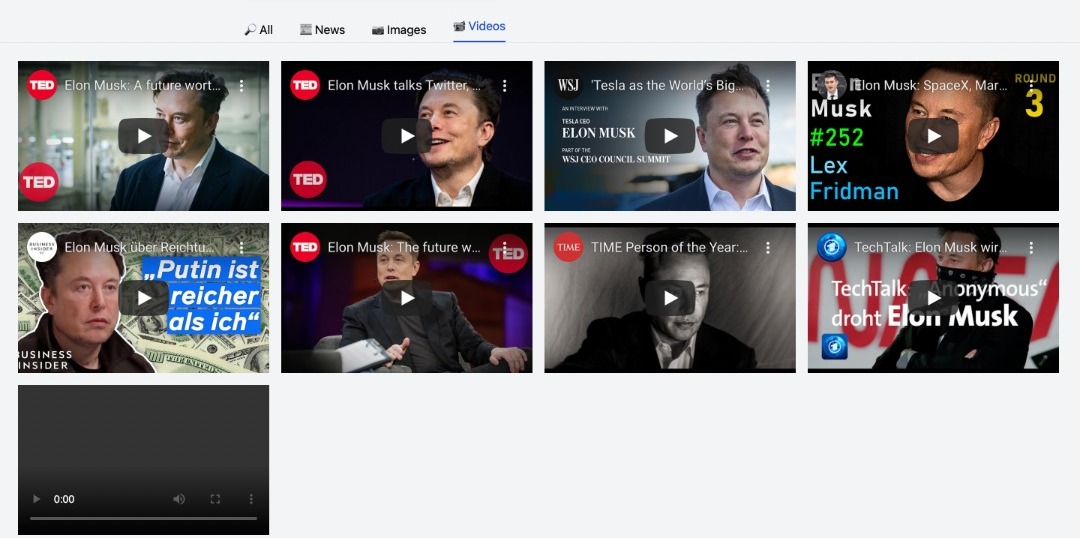 All
News
Images
Videos
TED
Elon Musk: A future wort...
TED
TED
Elon Musk talks Twitter, ...
TED
WSJ
'Tesla as the World's Big...
AN INTERVIEW WITH
TESLA CEO
ELON MUSK
PART OF THE
WSJ CEO COUNCIL SUMMIT
Elon Musk: SpaceX, Mar...
ROUND
3
Musk
#252
Lex
Fridman
BUSINESS
INSIDER
Elon Musk über Reichtu...
„Putin ist
reicher
als ich“
BUSINESS
INSIDER
TED
Elon Musk: The future w...
TED
TIME
TIME Person of the Year:...
TechTalk: Elon Musk wir...
TechTalk: „Anonymous“
droht Elon Musk
0:00